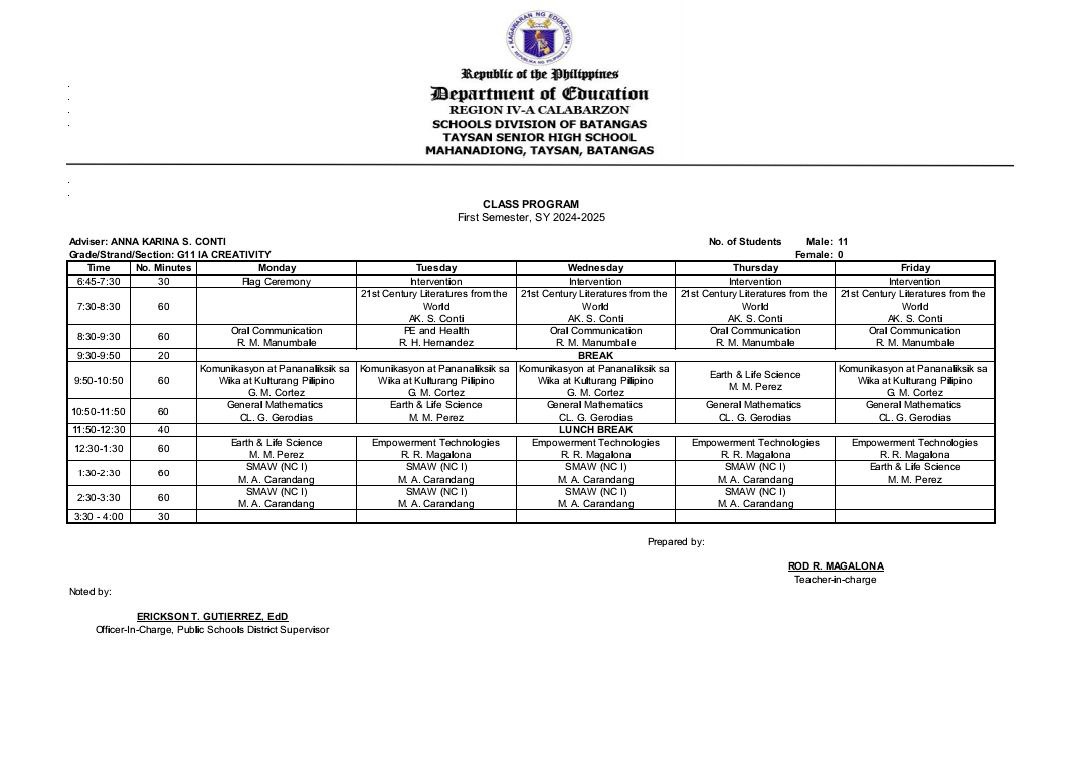 KAGAWARAN NG EDUKASYON
REPUBLIKA NG PILIPINAS
Republic of the Philippines
Department of Education
REGION IV-A CALABARZON
SCHOOLS DIVISION OF BATANGAS
TAYSAN SENIOR HIGH SCHOOL
MAHANADIONG, TAYSAN, BATANGAS
CLASS PROGRAM
First Semester, SY 2024-2025
Adviser: ANNA KARINA S. CONTI No. of Students Male: 11
Grade/Strand/Section: G11 IA CREATIVITY Female: 0
Time No. Minutes Monday Tuesday Wednesday Thursday Friday
6:45-7:30 30 Flag Ceremony Intervention Intervention Intervention Intervention
21st Century Literatures from the 21st Century Literatures from the 21st Century Literatures from the 21st Century Literatures from the
7:30-8:30 60 World World World World
AK. S. Conti AK. S. Conti AK. S. Conti AK. S. Conti
8:30-9:30 60 Oral Communication PE and Health Oral Communication Oral Communication Oral Communication
R. M. Manumbale R. H. Hernandez R. M. Manumbale R. M. Manumbale R. M. Manumbale
9:30-9:50 20 BREAK
Komunikasyon at Pananaliksik sa Komunikasyon at Pananaliksik sa Komunikasyon at Pananaliksik sa Earth & Life Science Komunikasyon at Pananaliksik sa
9:50-10:50 60 Wika at Kulturang Pilipino Wika at Kulturang Pilipino Wika at Kulturang Pilipino M. M. Perez Wika at Kulturang Pilipino
G. M. Cortez G. M. Cortez G. M. Cortez G. M. Cortez
10:50-11:50 60 General Mathematics Earth & Life Science General Mathematiics General Mathematics General Mathematics
CL. G. Gerodias M. M. Perez CL. G. Gerodias CL. G. Gerodias CL. G. Gerodias
11:50-12:30 40 LUNCH BREAK
12:30-1:30 60 Earth & Life Science Empowerment Technologies Empowerment Technologies Empowerment Technologies Empowerment Technologies
M. M. Perez R. R. Magalona R. R. Magalona R. R. Magalona R. R. Magalona
1:30-2:30 60 SMAW (NC I) SMAW (NC I) SMAW (NC I) SMAW (NC I) Earth & Life Science
M. A. Carandang M. A. Carandang M. A. Carandang M. A. Carandang M. M. Perez
2:30-3:30 60 SMAW (NC I) SMAW (NC I) SMAW (NC I) SMAW (NC I)
M. A. Carandang M. A. Carandang M. A. Carandang M. A. Carandang
3:30 - 4:00 30
Prepared by:
ROD R. MAGALONA
Teacher-in-charge
Noted by:
ERICKSON T. GUTIERREZ, EdD
Officer-In-Charge, Public Schools District Supervisor